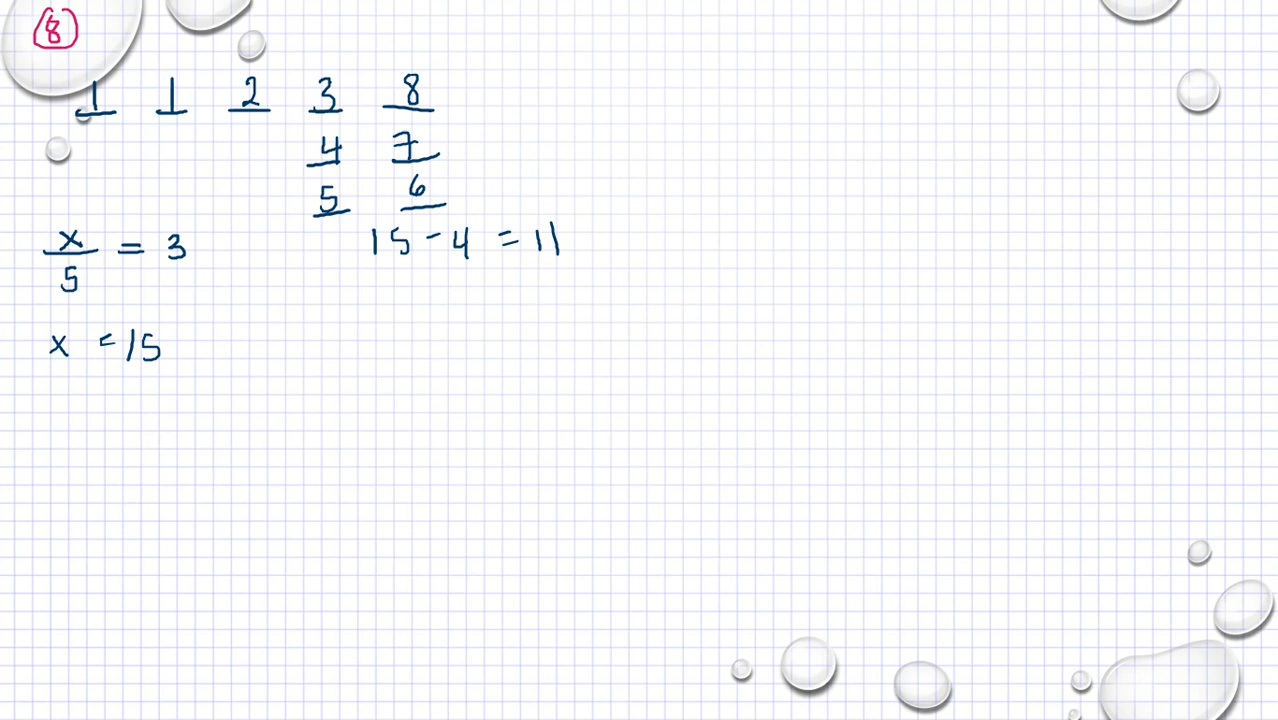 8
1 1 2 3 8
4 7
5 6
x/5 = 3
15 - 4 = 11
x = 15